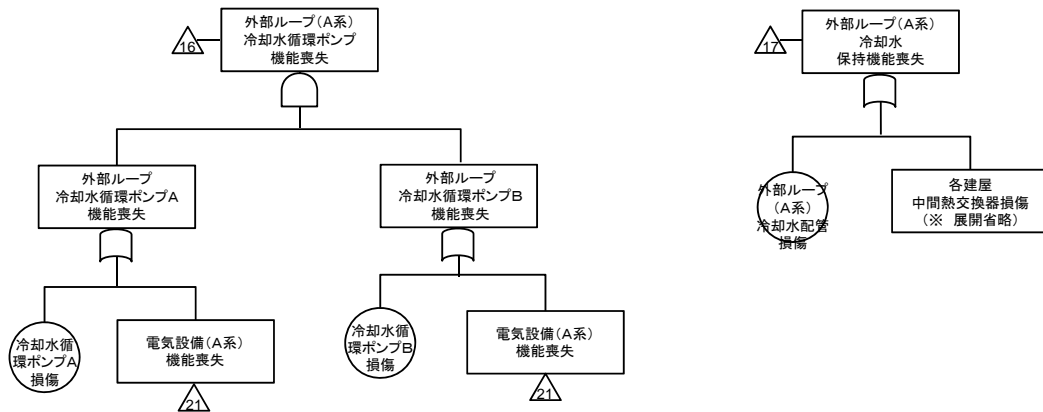 16
外部ループ(A系)
冷却水循環ポンプ
機能喪失
外部ループ
冷却水循環ポンプA
機能喪失
外部ループ
冷却水循環ポンプB
機能喪失
冷却水循
環ポンプA
損傷
電気設備(A系)
機能喪失
21
冷却水循
環ポンプB
損傷
電気設備(A系)
機能喪失
21
17
外部ループ(A系)
冷却水
保持機能喪失
外部ループ
(A系)
冷却水配管
損傷
各建屋
中間熱交換器損傷
(※ 展開省略)